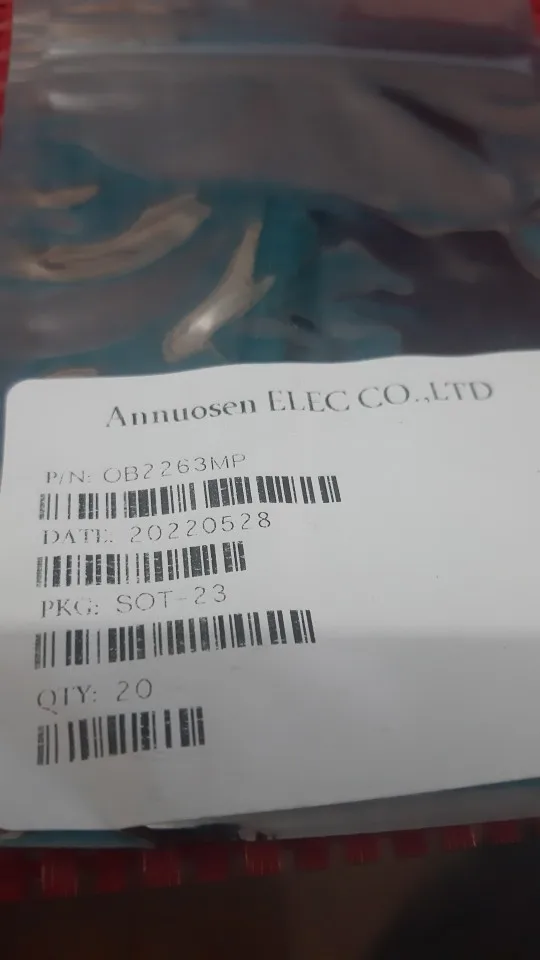 Annuosen ELEC CO.,LTD
P/N: OB2263MP
DATE: 20220528
PKG: SOT-23
QTY: 20